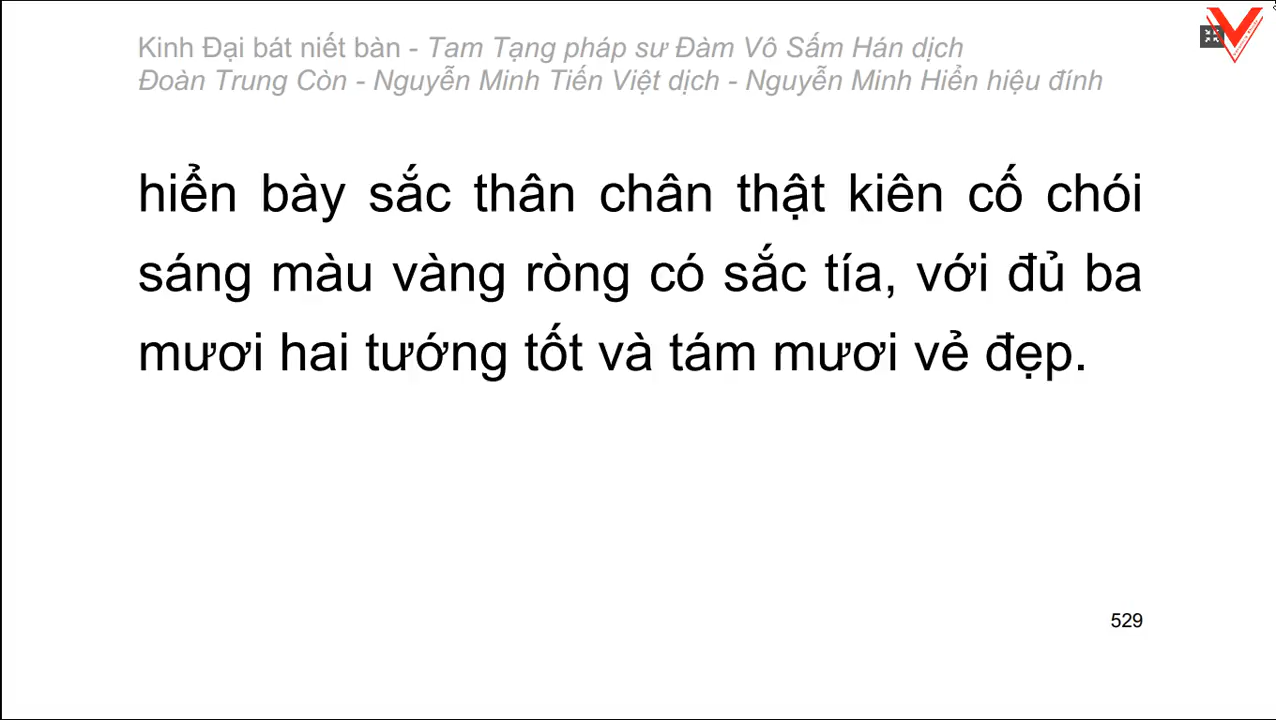 Kinh Đại bát niết bàn - Tam Tạng pháp sư Đàm Vô Sấm Hán dịch
Đoàn Trung Còn - Nguyễn Minh Tiến Việt dịch - Nguyễn Minh Hiển hiệu đính
hiển bày sắc thân chân thật kiên cố chói
sáng màu vàng ròng có sắc tía, với đủ ba
mươi hai tướng tốt và tám mươi vẻ đẹp.
529